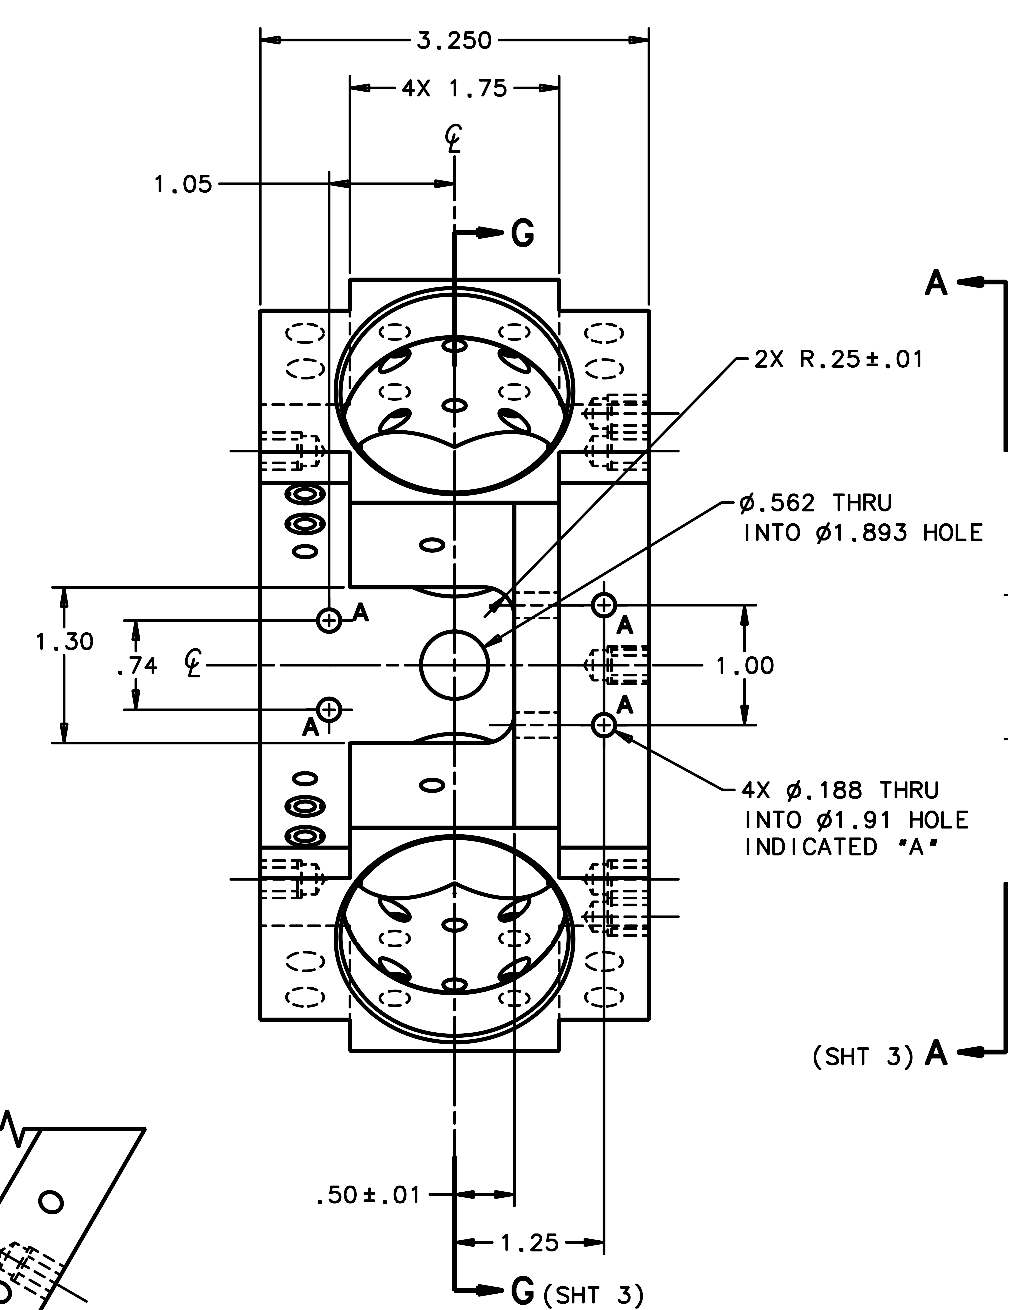 3.250
4X 1.75
℄
1.05
G
A
2X R.25±.01
Ø.562 THRU
INTO Ø1.893 HOLE
A
1.30
.74
℄
A
A
A
1.00
4X Ø.188 THRU
INTO Ø1.91 HOLE
INDICATED "A"
(SHT 3) A
.50±.01
1.25
G (SHT 3)